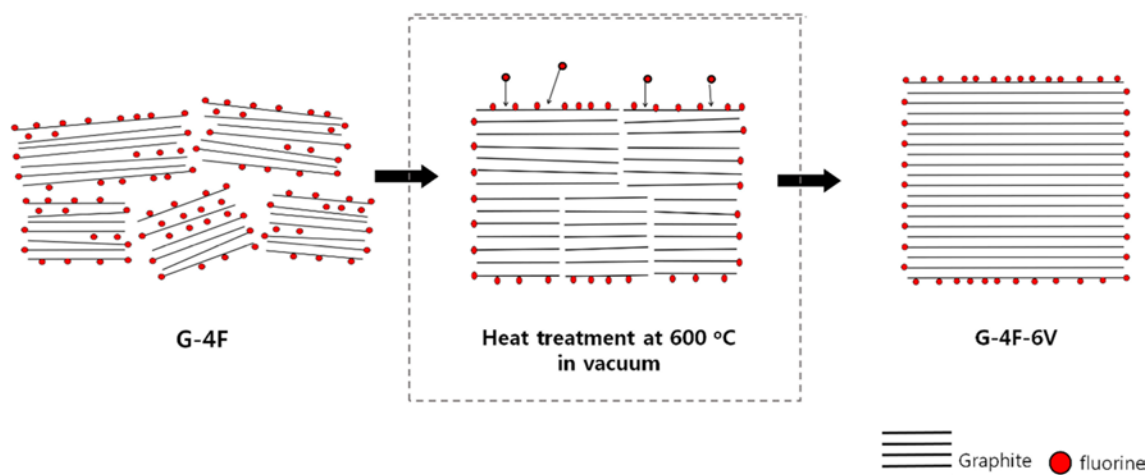 G-4F
Heat treatment at 600 °C
in vacuum
G-4F-6V
Graphite
fluorine